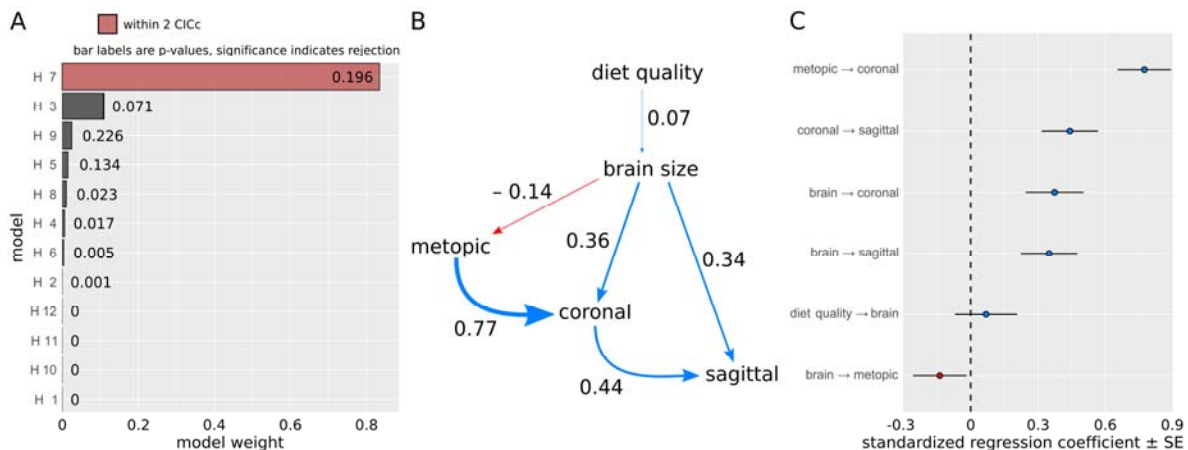 A
within 2 CICc
bar labels are p-values, significance indicates rejection
model
H 7
0.196
H 3
0.071
H 9
0.226
H 5
0.134
H 8
0.023
H 4
0.017
H 6
0.005
H 2
0.001
H 12
0
H 11
0
H 10
0
H 1
0
0 0.2 0.4 0.6 0.8
model weight
B
diet quality
0.07
brain size
– 0.14
metopic
0.36
0.34
coronal
0.77
sagittal
0.44
C
metopic → coronal
coronal → sagittal
brain → coronal
brain → sagittal
diet quality → brain
brain → metopic
-0.3 0 0.3 0.6 0.9
standardized regression coefficient ± SE